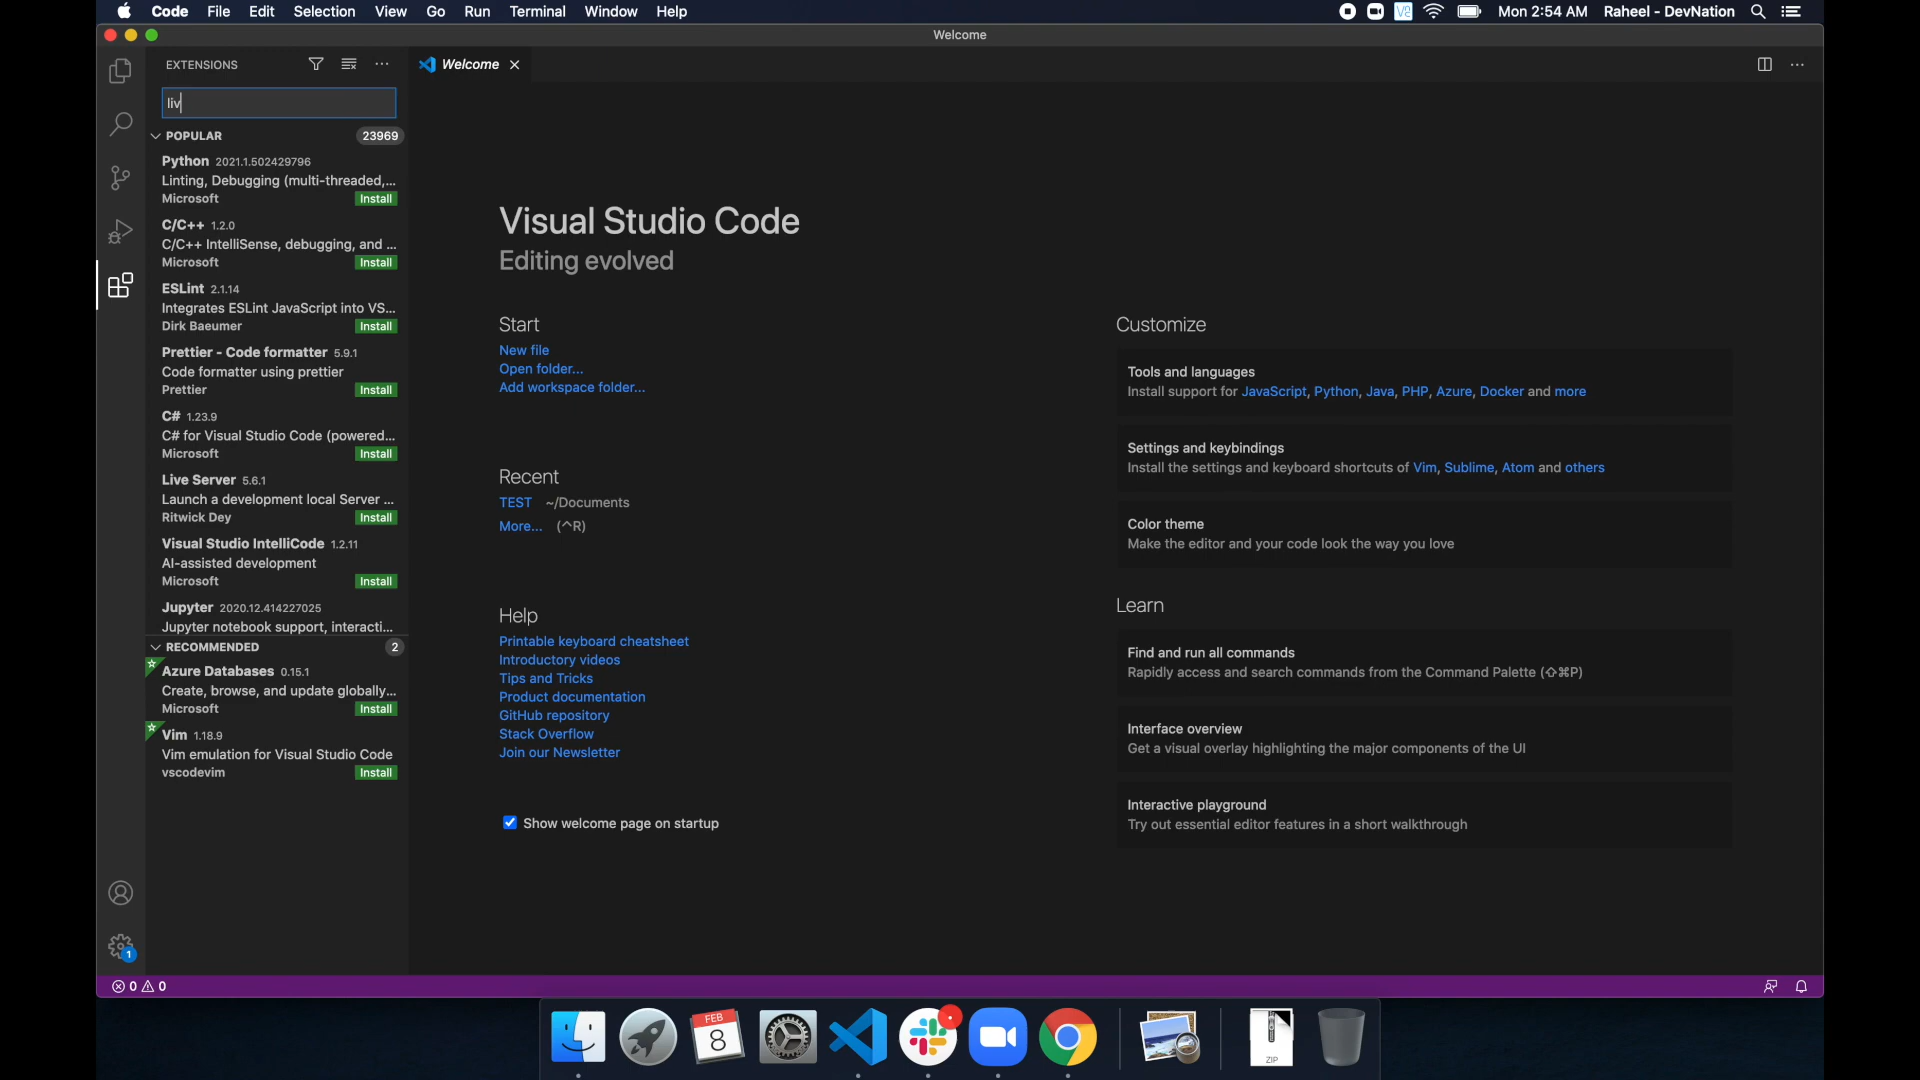 Code File Edit Selection View Go Run Terminal Window Help Mon 2:54 AM Raheel - DevNation
Welcome
EXTENSIONS
Welcome
liv
POPULAR 23969
Python 2021.1.502429796
Linting, Debugging (multi-threaded,...
Microsoft Install
C/C++ 1.2.0
C/C++ IntelliSense, debugging, and ...
Microsoft Install
ESLint 2.1.14
Integrates ESLint JavaScript into VS...
Dirk Baeumer Install
Prettier - Code formatter 5.9.1
Code formatter using prettier
Prettier Install
C# 1.23.9
C# for Visual Studio Code (powered...
Microsoft Install
Live Server 5.6.1
Launch a development local Server ...
Ritwick Dey Install
Visual Studio IntelliCode 1.2.11
AI-assisted development
Microsoft Install
Jupyter 2020.12.414227025
Jupyter notebook support, interacti...
RECOMMENDED 2
Azure Databases 0.15.1
Create, browse, and update globally...
Microsoft Install
Vim 1.18.9
Vim emulation for Visual Studio Code
vscodevim Install
1
Visual Studio Code
Editing evolved
Start
New file
Open folder...
Add workspace folder...
Recent
TEST ~/Documents
More... (^R)
Help
Printable keyboard cheatsheet
Introductory videos
Tips and Tricks
Product documentation
GitHub repository
Stack Overflow
Join our Newsletter
Show welcome page on startup
Customize
Tools and languages
Install support for JavaScript, Python, Java, PHP, Azure, Docker and more
Settings and keybindings
Install the settings and keyboard shortcuts of Vim, Sublime, Atom and others
Color theme
Make the editor and your code look the way you love
Learn
Find and run all commands
Rapidly access and search commands from the Command Palette (⇧⌘P)
Interface overview
Get a visual overlay highlighting the major components of the UI
Interactive playground
Try out essential editor features in a short walkthrough
0 0
FEB
8
ZIP